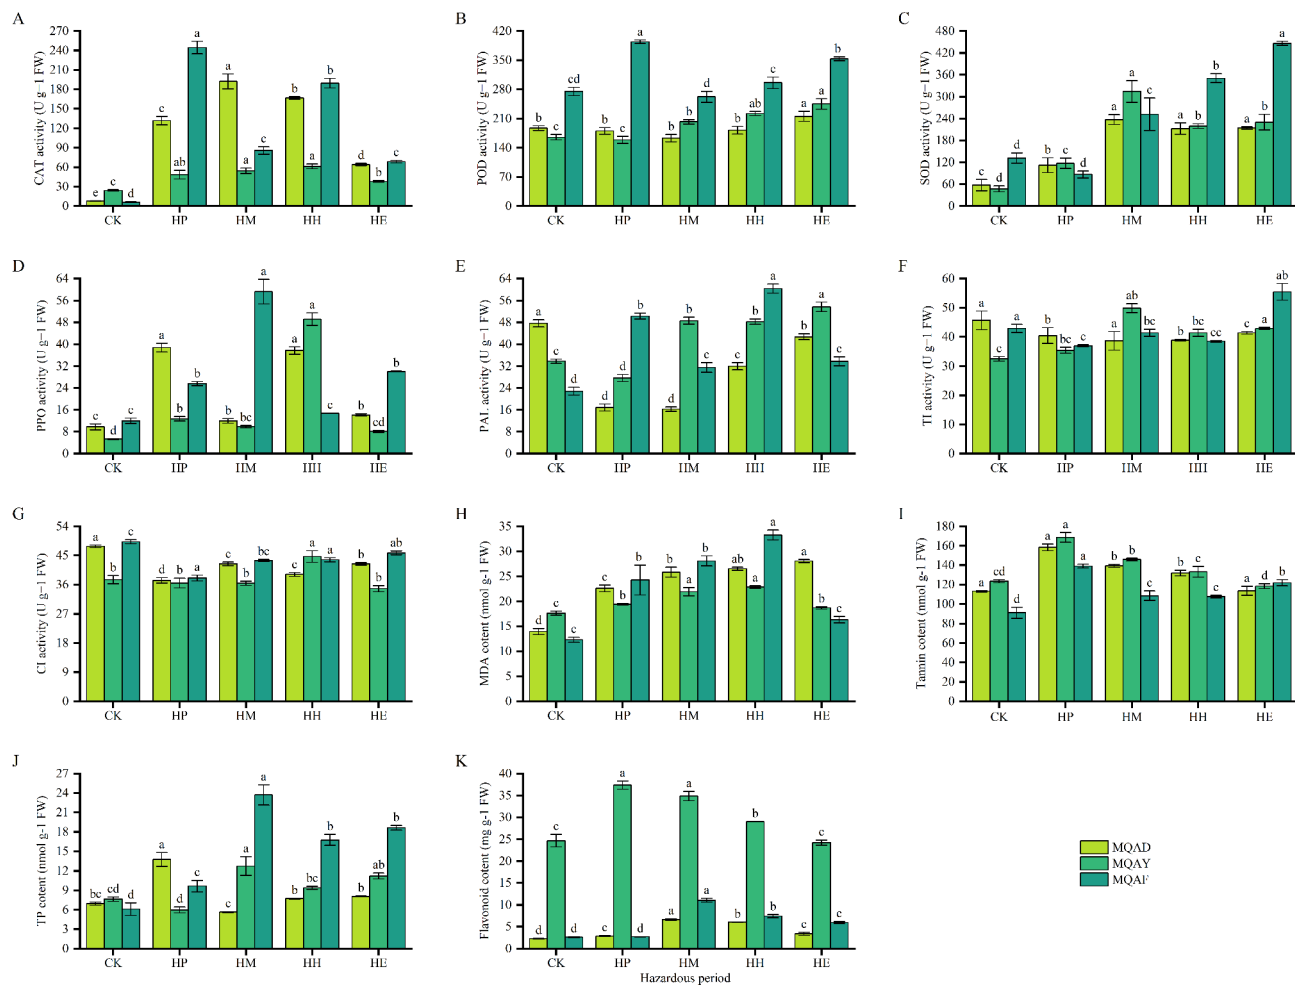 A
CAT activity (U g−1 FW)
270
240
210
180
150
120
90
60
30
0
e c d
c ab a
a c c
b a b
d c c
CK HP HM HH HE
B
POD activity (U g−1 FW)
420
350
280
210
140
70
0
b c cd
b c a
b b d
b ab c
a a b
CK HP HM HH HE
C
SOD activity (U g−1 FW)
480
420
360
300
240
180
120
60
0
c d d
b c d
a a c
a b b
a b a
CK HP HM HH HE
D
PPO activity (U g−1 FW)
64
56
48
40
32
24
16
8
0
c d c
a b b
c bc a
a a c
b cd b
CK HP HM HH HE
E
PAL activity (U g−1 FW)
64
56
48
40
32
24
16
8
0
a c d
d d b
d b c
c b a
b a c
CK HP HM HH HE
F
TI activity (U g−1 FW)
60
50
40
30
20
10
0
a c a
b bc c
a ab bc
b bc cc
c a ab
CK HP HM HH HE
G
CI activity (U g−1 FW)
54
45
36
27
18
9
0
a b c
d b a
c c bc
c a a
b c ab
CK HP HM HH HE
H
MDA cotent (nmol g-1 FW)
35
30
25
20
15
10
5
0
d c c
c b b
b a b
ab a a
a b c
CK HP HM HH HE
I
Tannin cotent (nmol g-1 FW)
180
160
140
120
100
80
60
40
20
0
c cd d
a a b
b b c
c c c
c d b
CK HP HM HH HE
J
TP cotent (nmol g-1 FW)
27
24
21
18
15
12
9
6
3
0
bc cd d
a d c
c a a
b c b
b ab b
CK HP HM HH HE
K
Flavonoid cotent (mg g-1 FW)
40
35
30
25
20
15
10
5
0
d c d
c a d
a a a
b b b
c c c
CK HP HM HH HE
Hazardous period
MQAD
MQAY
MQAF